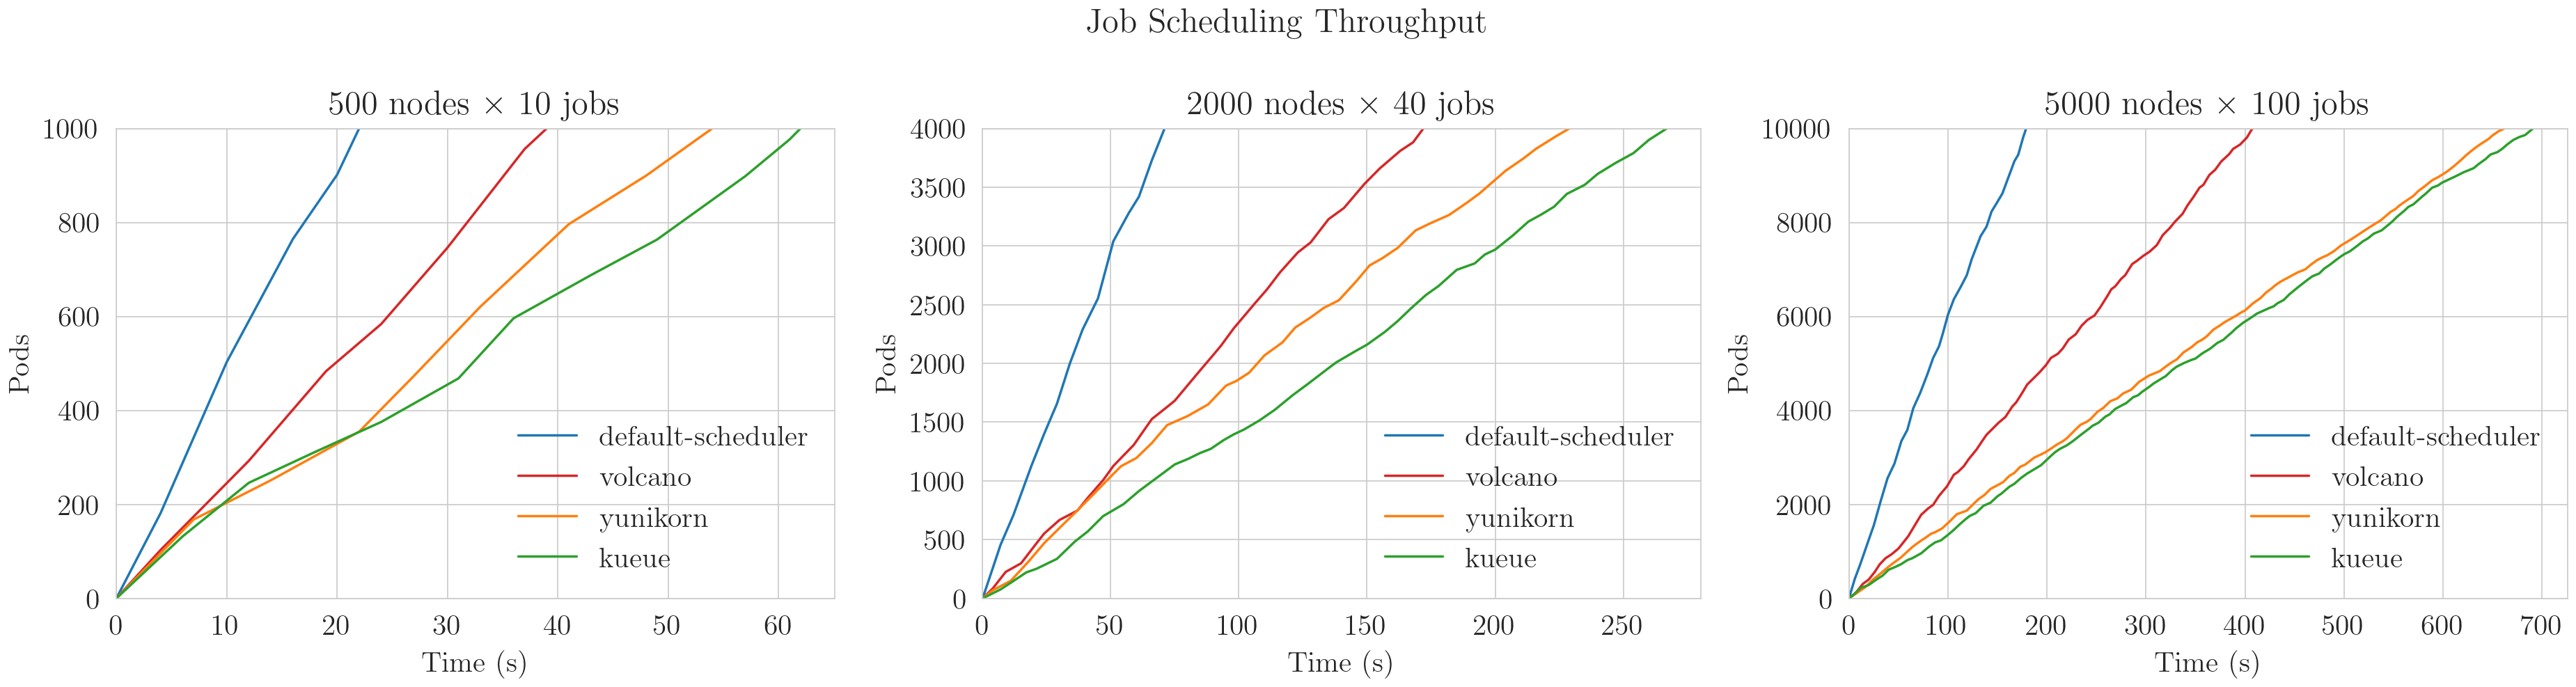 Job Scheduling Throughput
500 nodes × 10 jobs
1000
800
600
400
200
0
Pods
0 10 20 30 40 50 60
Time (s)
default-scheduler
volcano
yunikorn
kueue
2000 nodes × 40 jobs
4000
3500
3000
2500
2000
1500
1000
500
0
Pods
0 50 100 150 200 250
Time (s)
default-scheduler
volcano
yunikorn
kueue
5000 nodes × 100 jobs
10000
8000
6000
4000
2000
0
Pods
0 100 200 300 400 500 600 700
Time (s)
default-scheduler
volcano
yunikorn
kueue